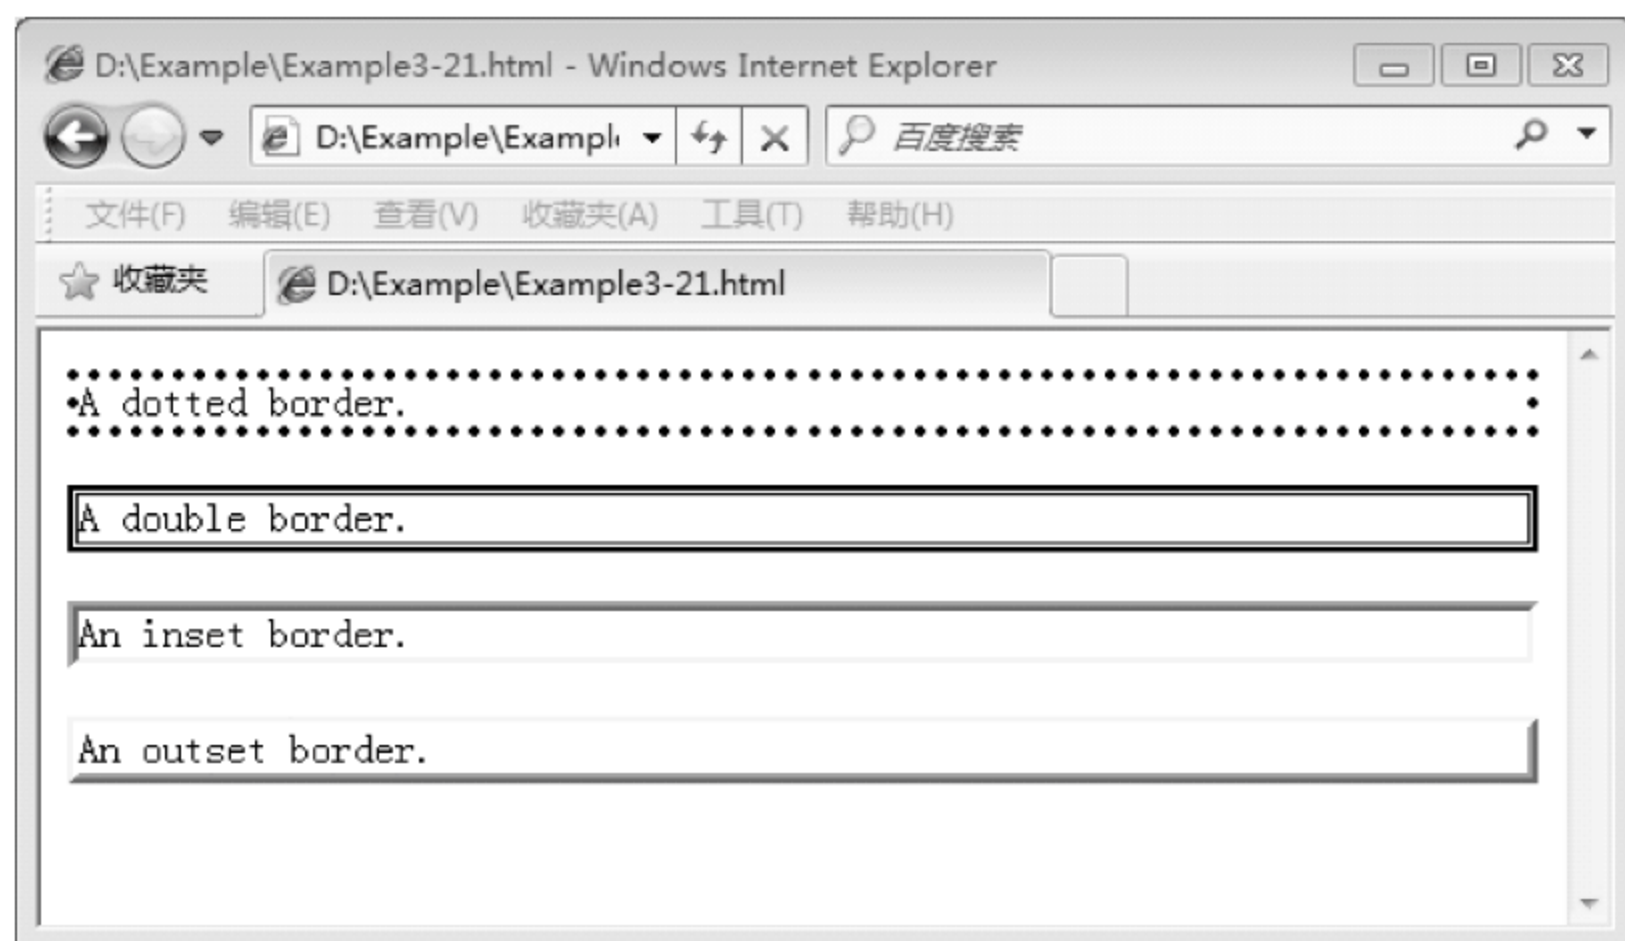 D:\Example\Example3-21.html - Windows Internet Explorer
D:\Example\Exampl 百度搜索
文件(F) 编辑(E) 查看(V) 收藏夹(A) 工具(T) 帮助(H)
收藏夹 D:\Example\Example3-21.html
A dotted border.
A double border.
An inset border.
An outset border.